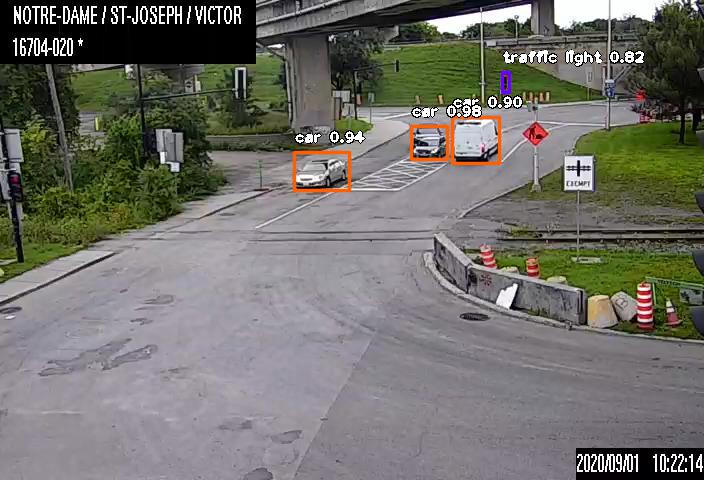 NOTRE-DAME / ST-JOSEPH / VICTOR
16704-020 *
traffic light 0.82
car 0.90
car 0.98
car 0.94
EXEMPT
2020/09/01 10:22:14